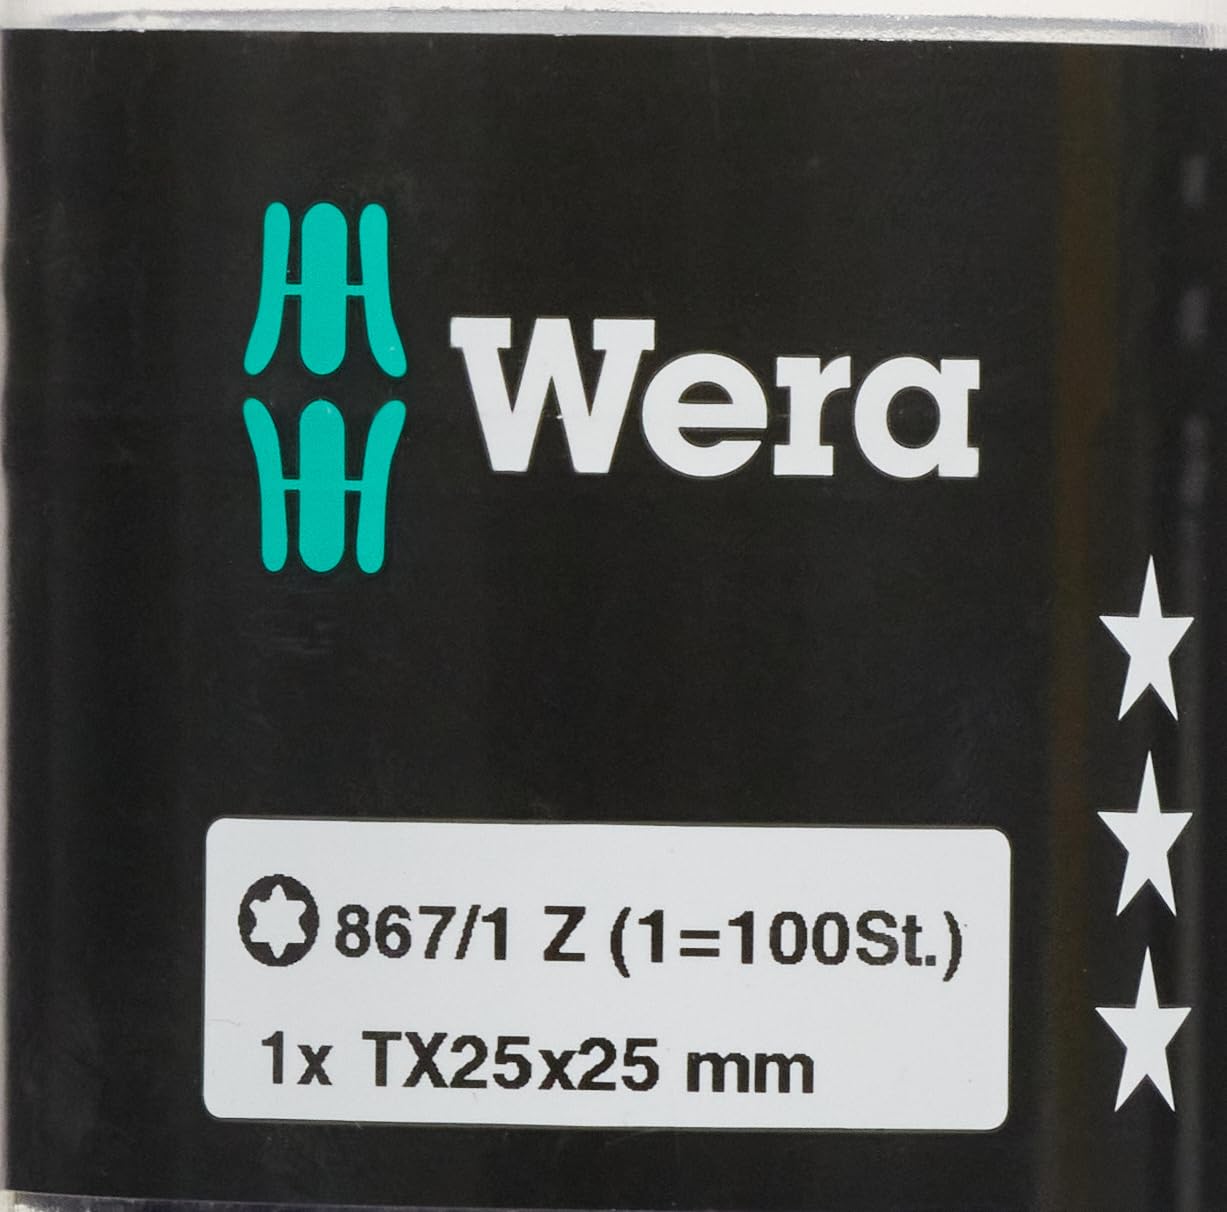 Wera
867/1 Z (1=100St.)
1x TX25x25 mm